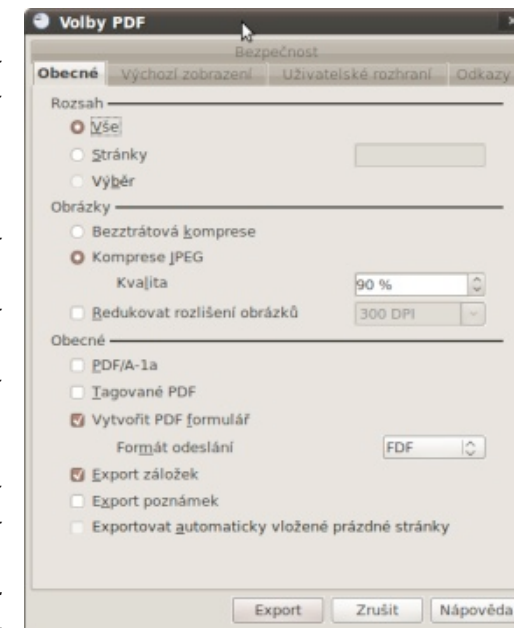 Volby PDF
Bezpečnost
Obecné Výchozí zobrazení Uživatelské rozhraní Odkazy
Rozsah
Vše
Stránky
Výběr
Obrázky
Bezztrátová komprese
Komprese JPEG
Kvalita 90 %
Redukovat rozlišení obrázků 300 DPI
Obecné
PDF/A-1a
Tagované PDF
Vytvořit PDF formulář
Formát odeslání FDF
Export záložek
Export poznámek
Exportovat automaticky vložené prázdné stránky
Export Zrušit Nápověda